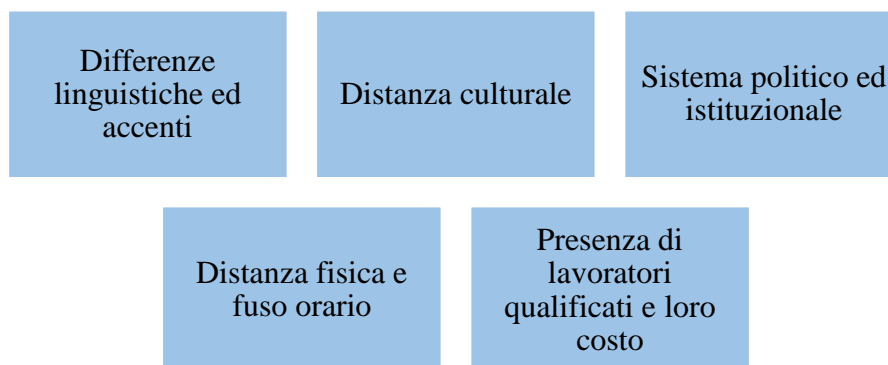 Differenze
linguistiche ed
accenti
Distanza culturale
Sistema politico ed
istituzionale
Distanza fisica e
fuso orario
Presenza di
lavoratori
qualificati e loro
costo